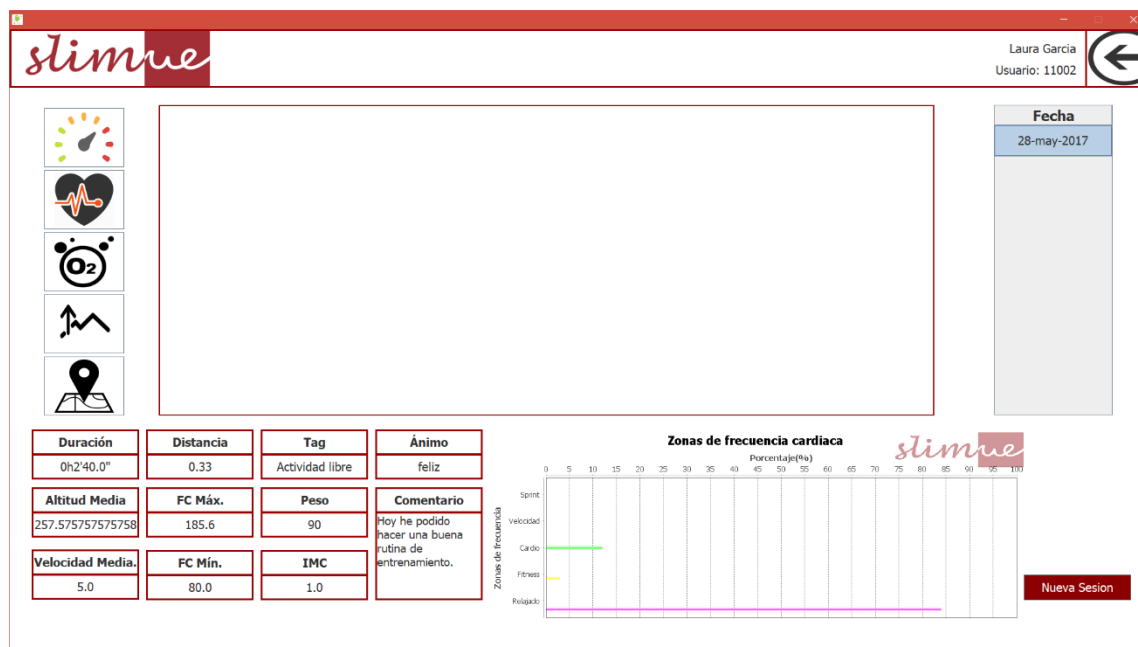 slimue
Laura Garcia
Usuario: 11002
Fecha
28-may-2017
O2
Duración
0h2'40.0"
Distancia
0.33
Tag
Actividad libre
Ánimo
feliz
Altitud Media
257.575757575758
FC Máx.
185.6
Peso
90
Comentario
Hoy he podido
hacer una buena
rutina de
entrenamiento.
Velocidad Media.
5.0
FC Mín.
80.0
IMC
1.0
Zonas de frecuencia cardiaca
slimue
Porcentaje(%)
0 5 10 15 20 25 30 35 40 45 50 55 60 65 70 75 80 85 90 95 100
Zonas de frecuencia
Sprint
Velocidad
Cardio
Fitness
Relajado
Nueva Sesion